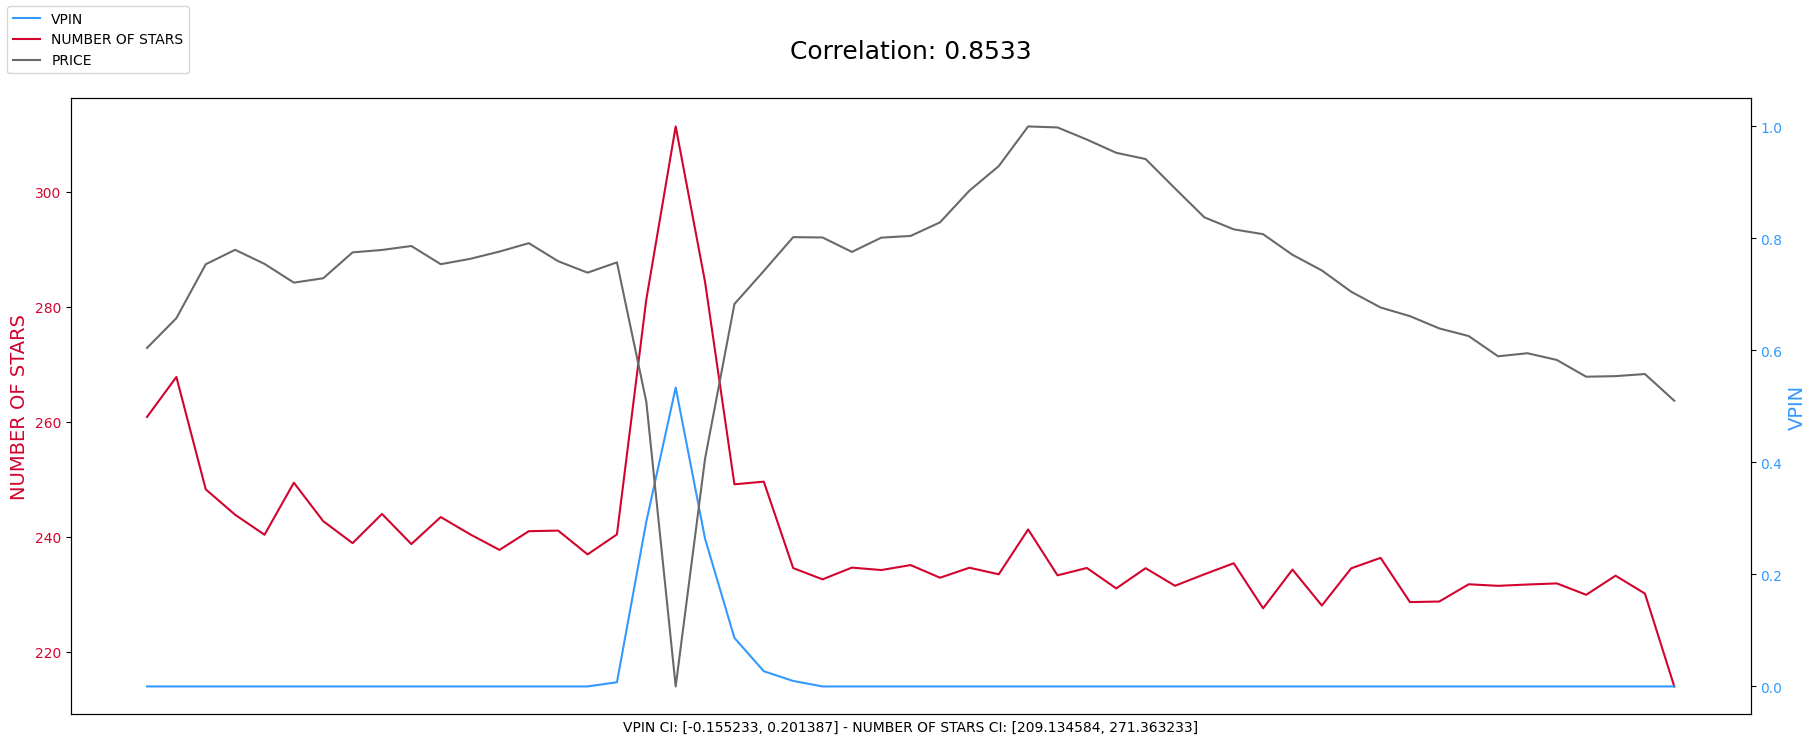 VPIN
NUMBER OF STARS
PRICE
Correlation: 0.8533
NUMBER OF STARS
300
280
260
240
220
1.0
0.8
0.6
0.4
0.2
0.0
VPIN
VPIN CI: [-0.155233, 0.201387] - NUMBER OF STARS CI: [209.134584, 271.363233]